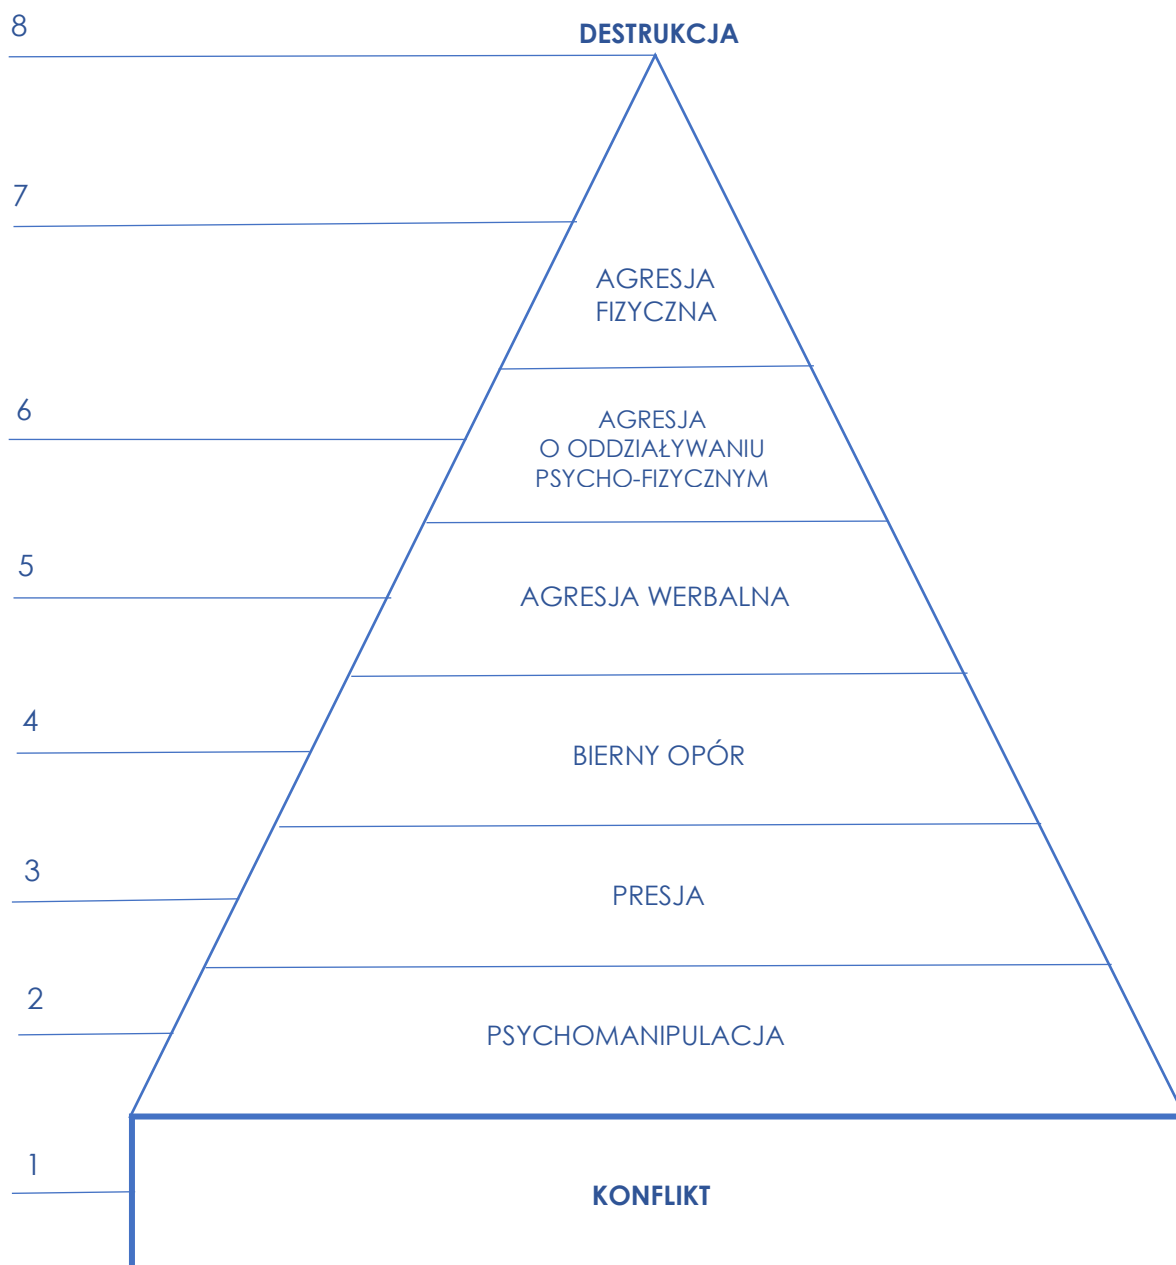 8
DESTRUKCJA
7
AGRESJA
FIZYCZNA
6
AGRESJA
O ODDZIAŁYWANIU
PSYCHO-FIZYCZNYM
5
AGRESJA WERBALNA
4
BIERNY OPÓR
3
PRESJA
2
PSYCHOMANIPULACJA
1
KONFLIKT